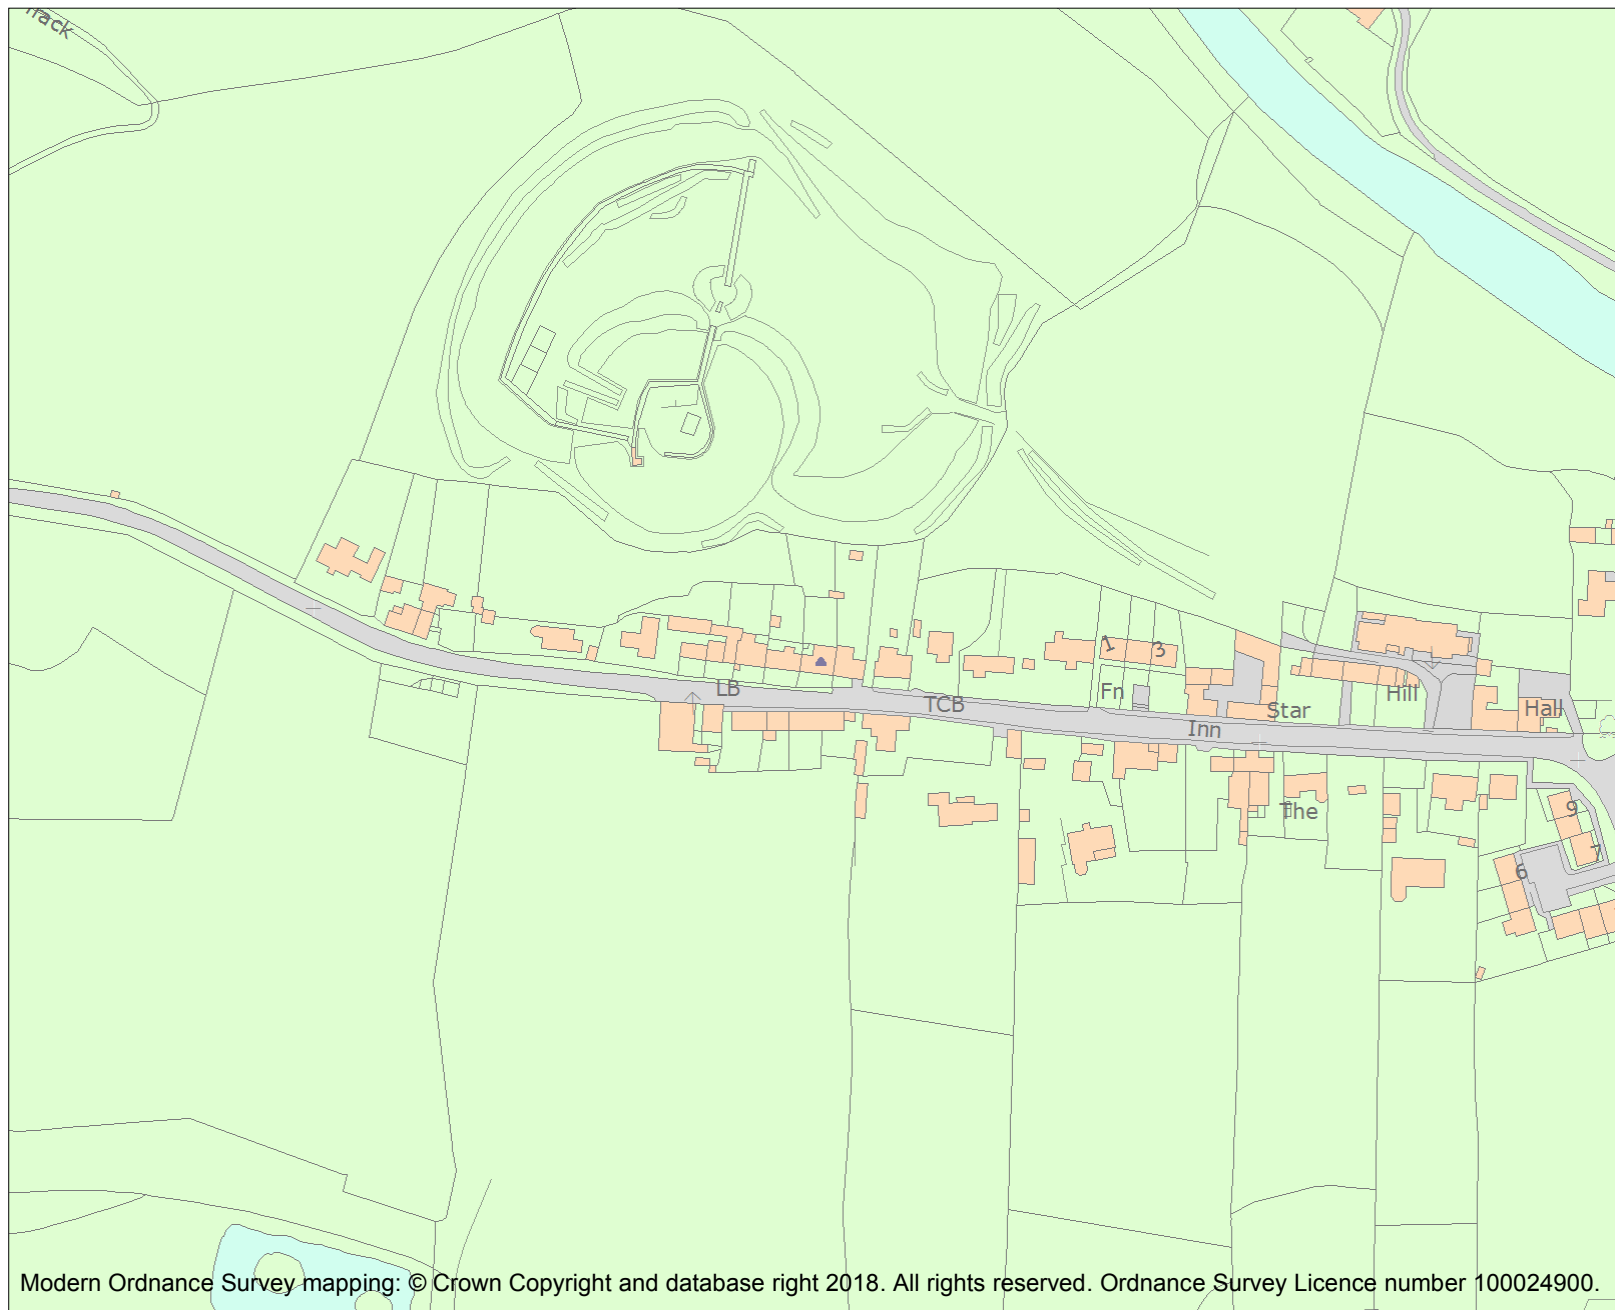 Track
LB
TCB
Fn
1
3
Inn
Star
Hill
Hall
The
9
7
6
Modern Ordnance Survey mapping: © Crown Copyright and database right 2018. All rights reserved. Ordnance Survey Licence number 100024900.